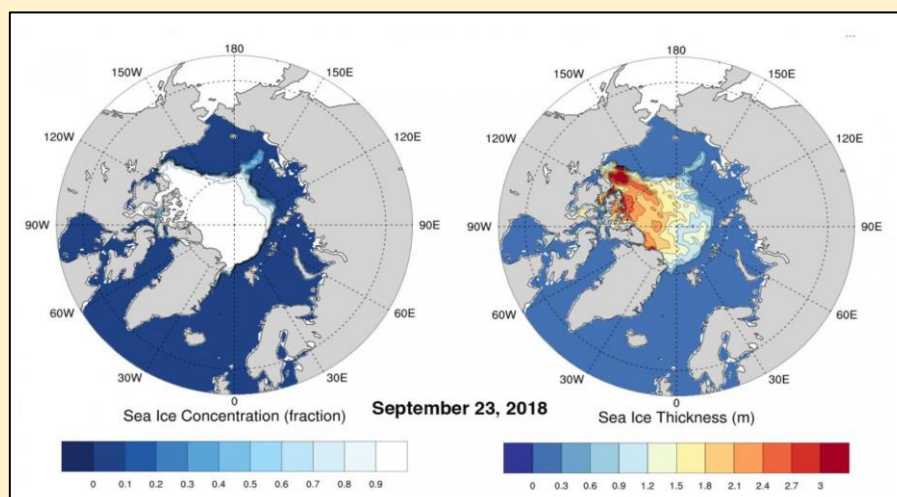 ...
180
150W
150E
120W
120E
90W
90E
60W
60E
30W
30E
0
Sea Ice Concentration (fraction)
0 0.1 0.2 0.3 0.4 0.5 0.6 0.7 0.8 0.9
September 23, 2018
180
150W
150E
120W
120E
90W
90E
60W
60E
30W
30E
0
Sea Ice Thickness (m)
0 0.3 0.6 0.9 1.2 1.5 1.8 2.1 2.4 2.7 3